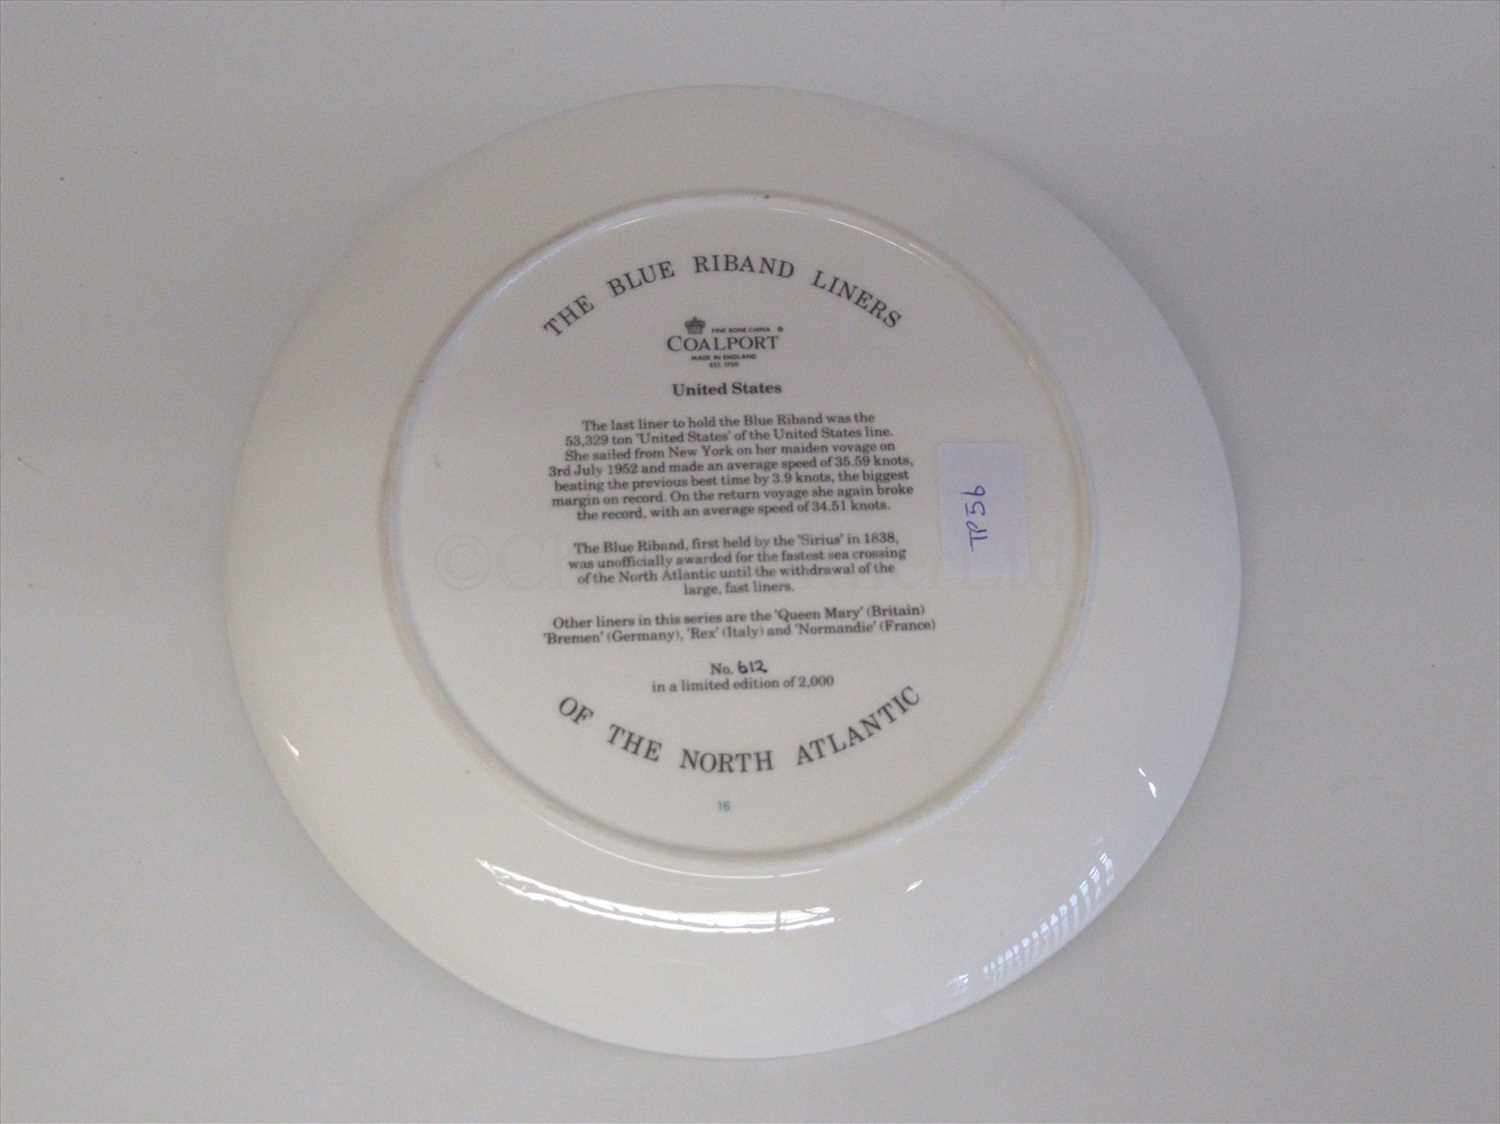 THE BLUE RIBAND LINERS
FINE BONE CHINA ®
COALPORT
MADE IN ENGLAND
EST. 1750
United States
The last liner to hold the Blue Riband was the
53,329 ton 'United States' of the United States line.
She sailed from New York on her maiden voyage on
3rd July 1952 and made an average speed of 35.59 knots,
beating the previous best time by 3.9 knots, the biggest
margin on record. On the return voyage she again broke
the record, with an average speed of 34.51 knots.
The Blue Riband, first held by the 'Sirius' in 1838,
was unofficially awarded for the fastest sea crossing
of the North Atlantic until the withdrawal of the
large, fast liners.
Other liners in this series are the 'Queen Mary' (Britain)
'Bremen' (Germany), 'Rex' (Italy) and 'Normandie' (France)
No. 612
in a limited edition of 2,000
OF THE NORTH ATLANTIC
16
TP56